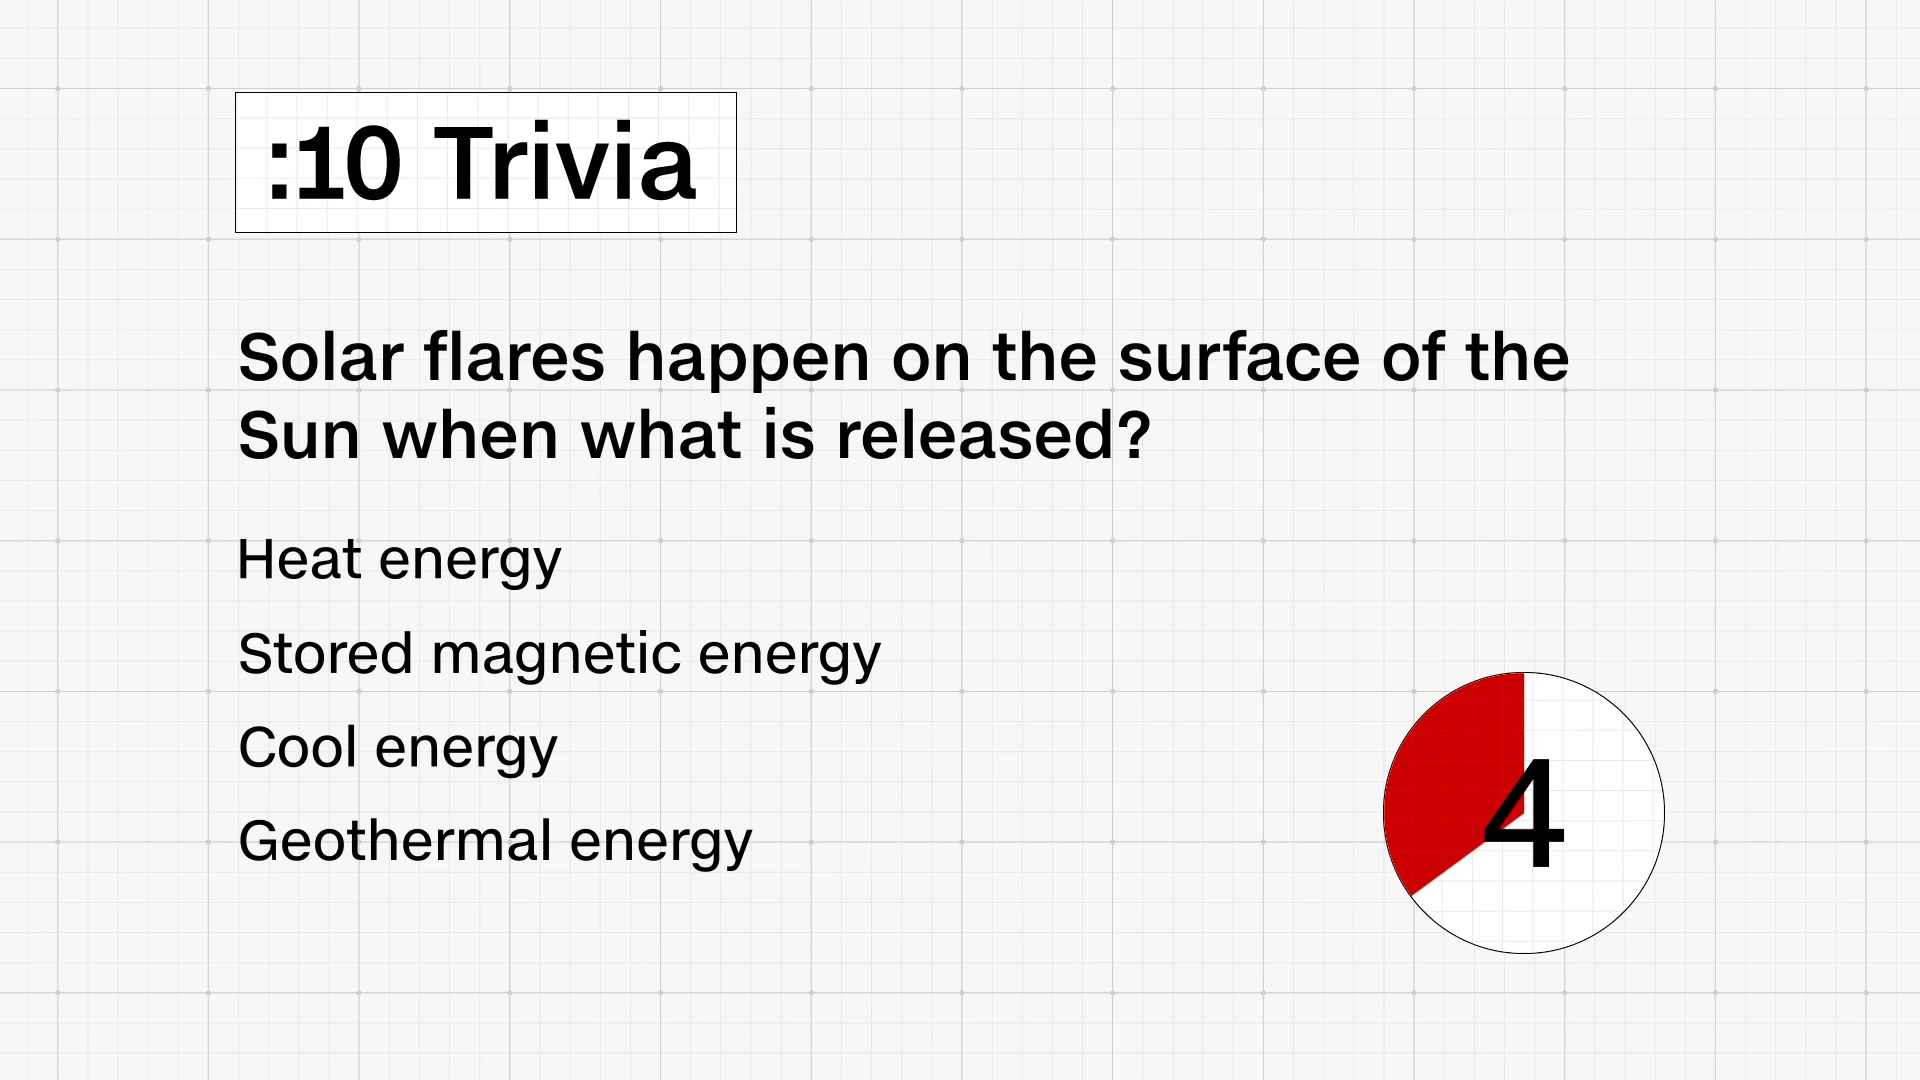 :10 Trivia
Solar flares happen on the surface of the
Sun when what is released?
Heat energy
Stored magnetic energy
Cool energy
Geothermal energy
4